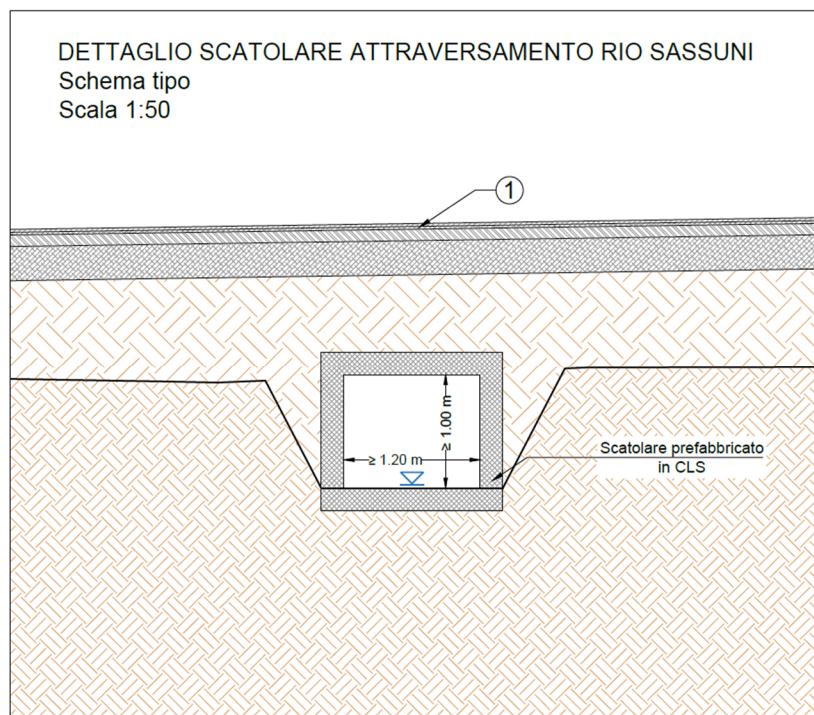 DETTAGLIO SCATOLARE ATTRAVERSAMENTO RIO SASSUNI
Schema tipo
Scala 1:50
1
≥ 1.00 m
≥ 1.20 m
Scatolare prefabbricato
in CLS